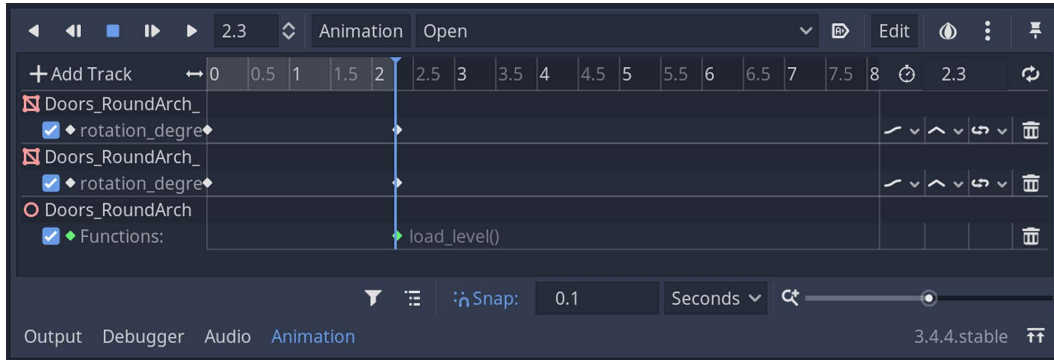 2.3 Animation Open Edit
Add Track 0 0.5 1 1.5 2 2.5 3 3.5 4 4.5 5 5.5 6 6.5 7 7.5 8 2.3
Doors_RoundArch_
rotation_degre
Doors_RoundArch_
rotation_degre
Doors_RoundArch
Functions: load_level()
Snap: 0.1 Seconds
Output Debugger Audio Animation 3.4.4.stable